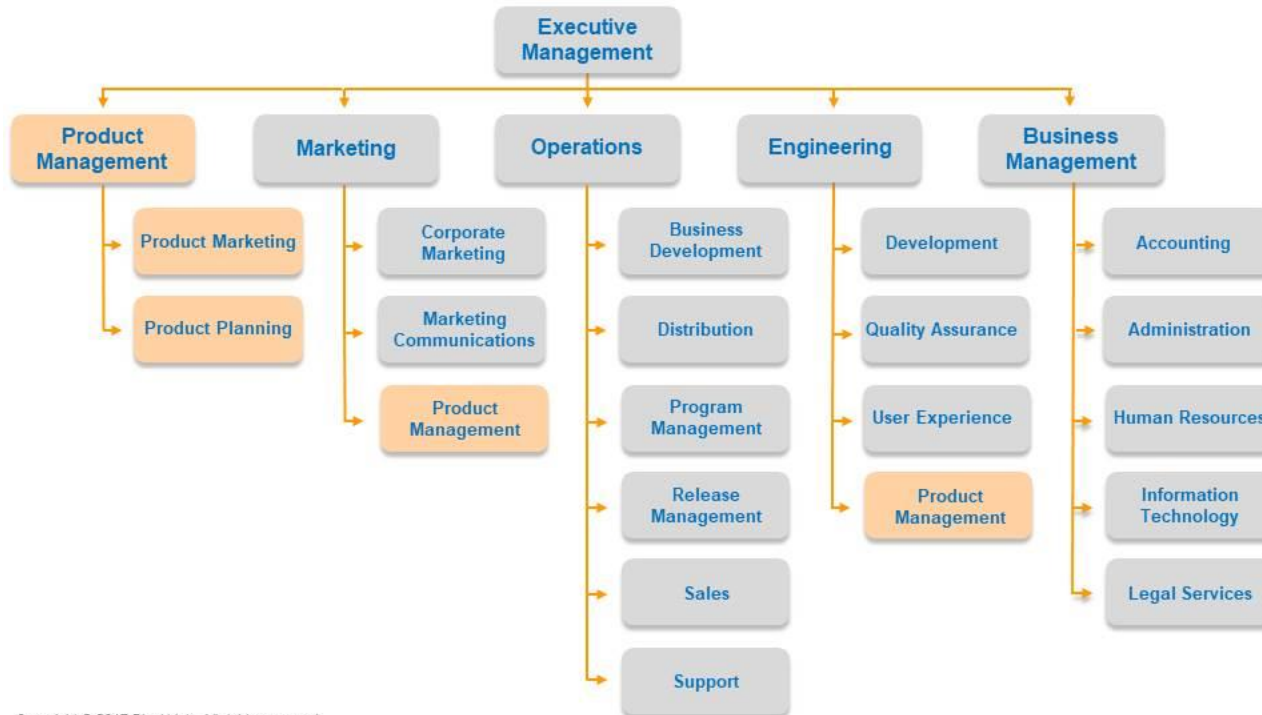 Executive
Management
Product
Management
Marketing
Operations
Engineering
Business
Management
Product Marketing
Product Planning
Corporate
Marketing
Marketing
Communications
Product
Management
Business
Development
Distribution
Program
Management
Release
Management
Sales
Support
Development
Quality Assurance
User Experience
Product
Management
Accounting
Administration
Human Resources
Information
Technology
Legal Services